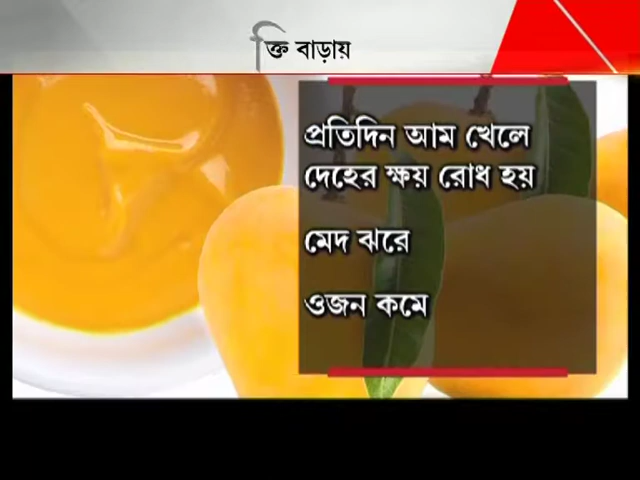 ক্তি বাড়ায়
প্রতিদিন আম খেলে
দেহের ক্ষয় রোধ হয়
মেদ ঝরে
ওজন কমে